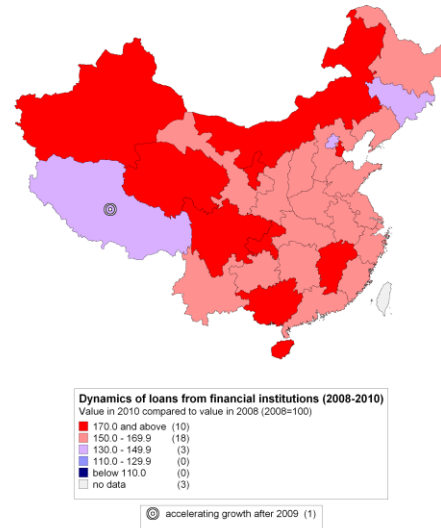 Dynamics of loans from financial institutions (2008-2010)
Value in 2010 compared to value in 2008 (2008=100)
170.0 and above (10)
150.0 - 169.9 (18)
130.0 - 149.9 (3)
110.0 - 129.9 (0)
below 110.0 (0)
no data (3)
accelerating growth after 2009 (1)